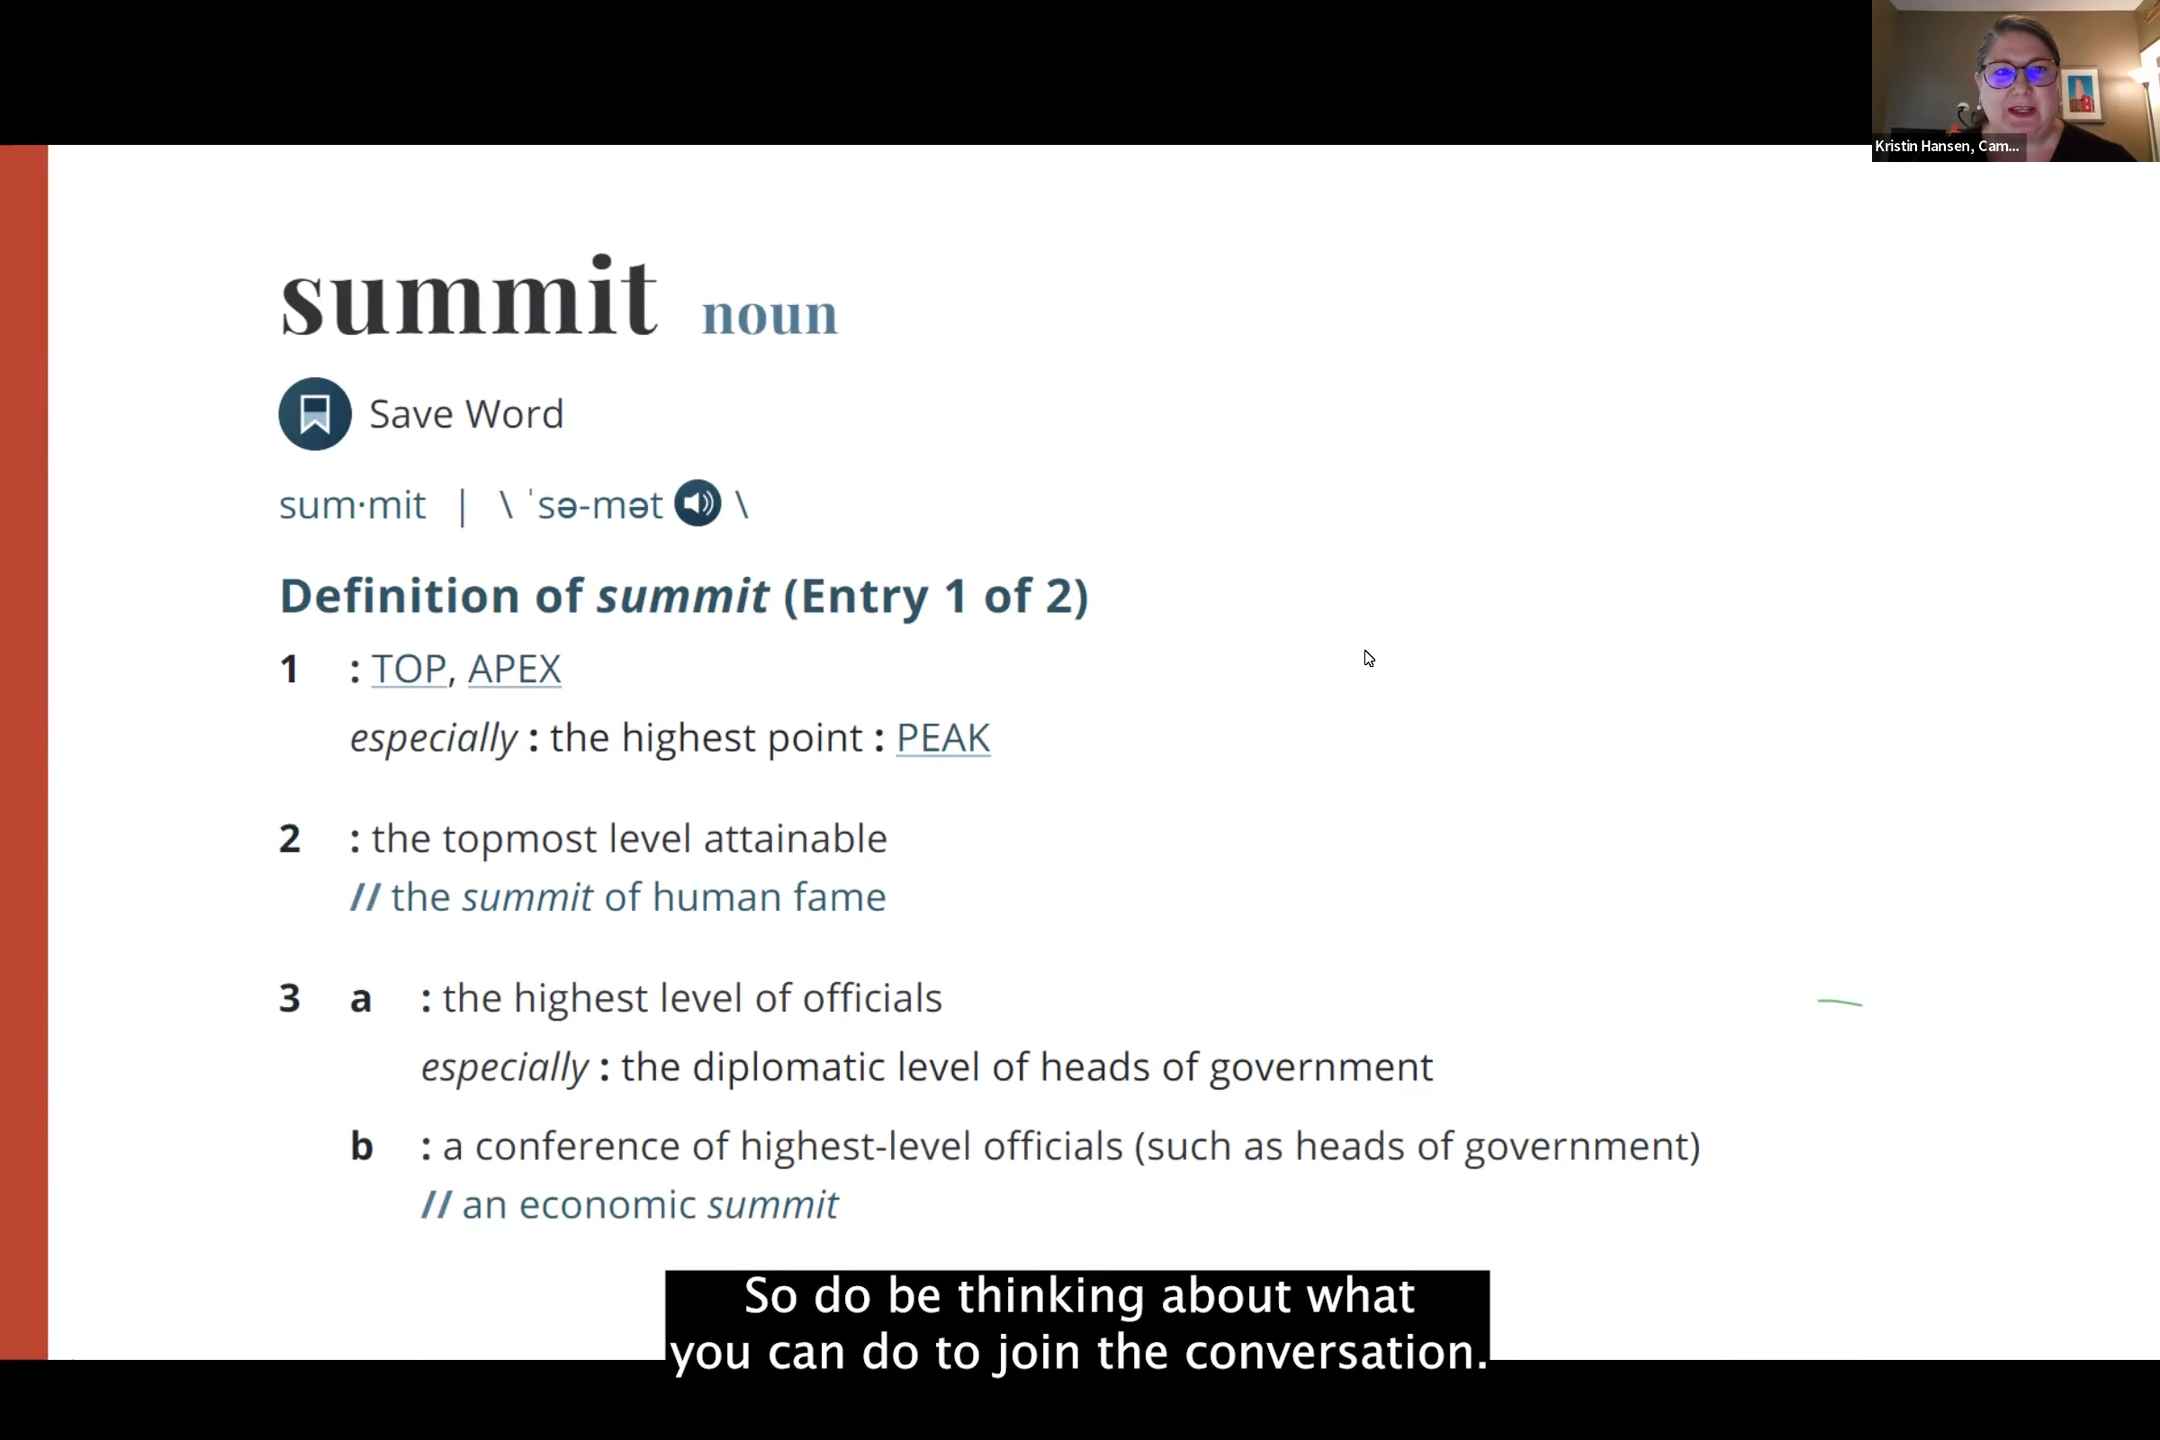 Kristin Hansen, Cam...
summit noun
Save Word
sum·mit | \ ˈsə-mət \
Definition of summit (Entry 1 of 2)
1 : TOP, APEX
especially : the highest point : PEAK
2 : the topmost level attainable
// the summit of human fame
3 a : the highest level of officials
especially : the diplomatic level of heads of government
b : a conference of highest-level officials (such as heads of government)
// an economic summit
So do be thinking about what
you can do to join the conversation.